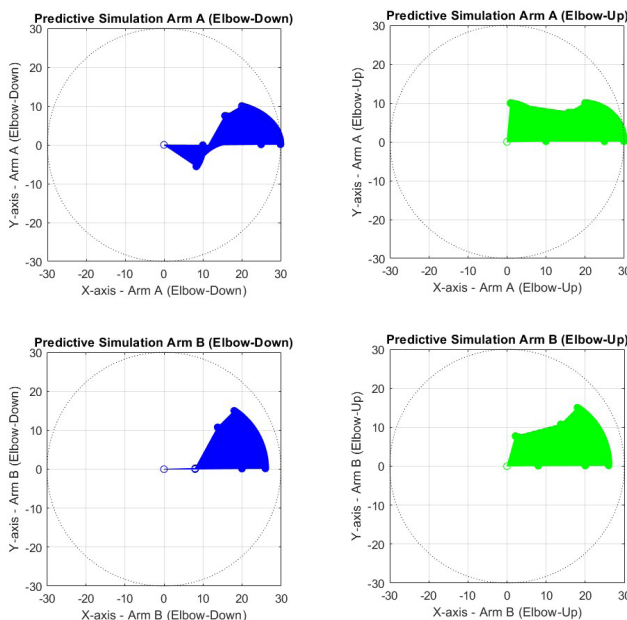 Predictive Simulation Arm A (Elbow-Down)
30
20
10
0
-10
-20
-30
Y-axis - Arm A (Elbow-Down)
-30 -20 -10 0 10 20 30
X-axis - Arm A (Elbow-Down)
Predictive Simulation Arm A (Elbow-Up)
30
20
10
0
-10
-20
-30
Y-axis - Arm A (Elbow-Up)
-30 -20 -10 0 10 20 30
X-axis - Arm A (Elbow-Up)
Predictive Simulation Arm B (Elbow-Down)
30
20
10
0
-10
-20
-30
Y-axis - Arm B (Elbow-Down)
-30 -20 -10 0 10 20 30
X-axis - Arm B (Elbow-Down)
Predictive Simulation Arm B (Elbow-Up)
30
20
10
0
-10
-20
-30
Y-axis - Arm B (Elbow-Up)
-30 -20 -10 0 10 20 30
X-axis - Arm B (Elbow-Up)